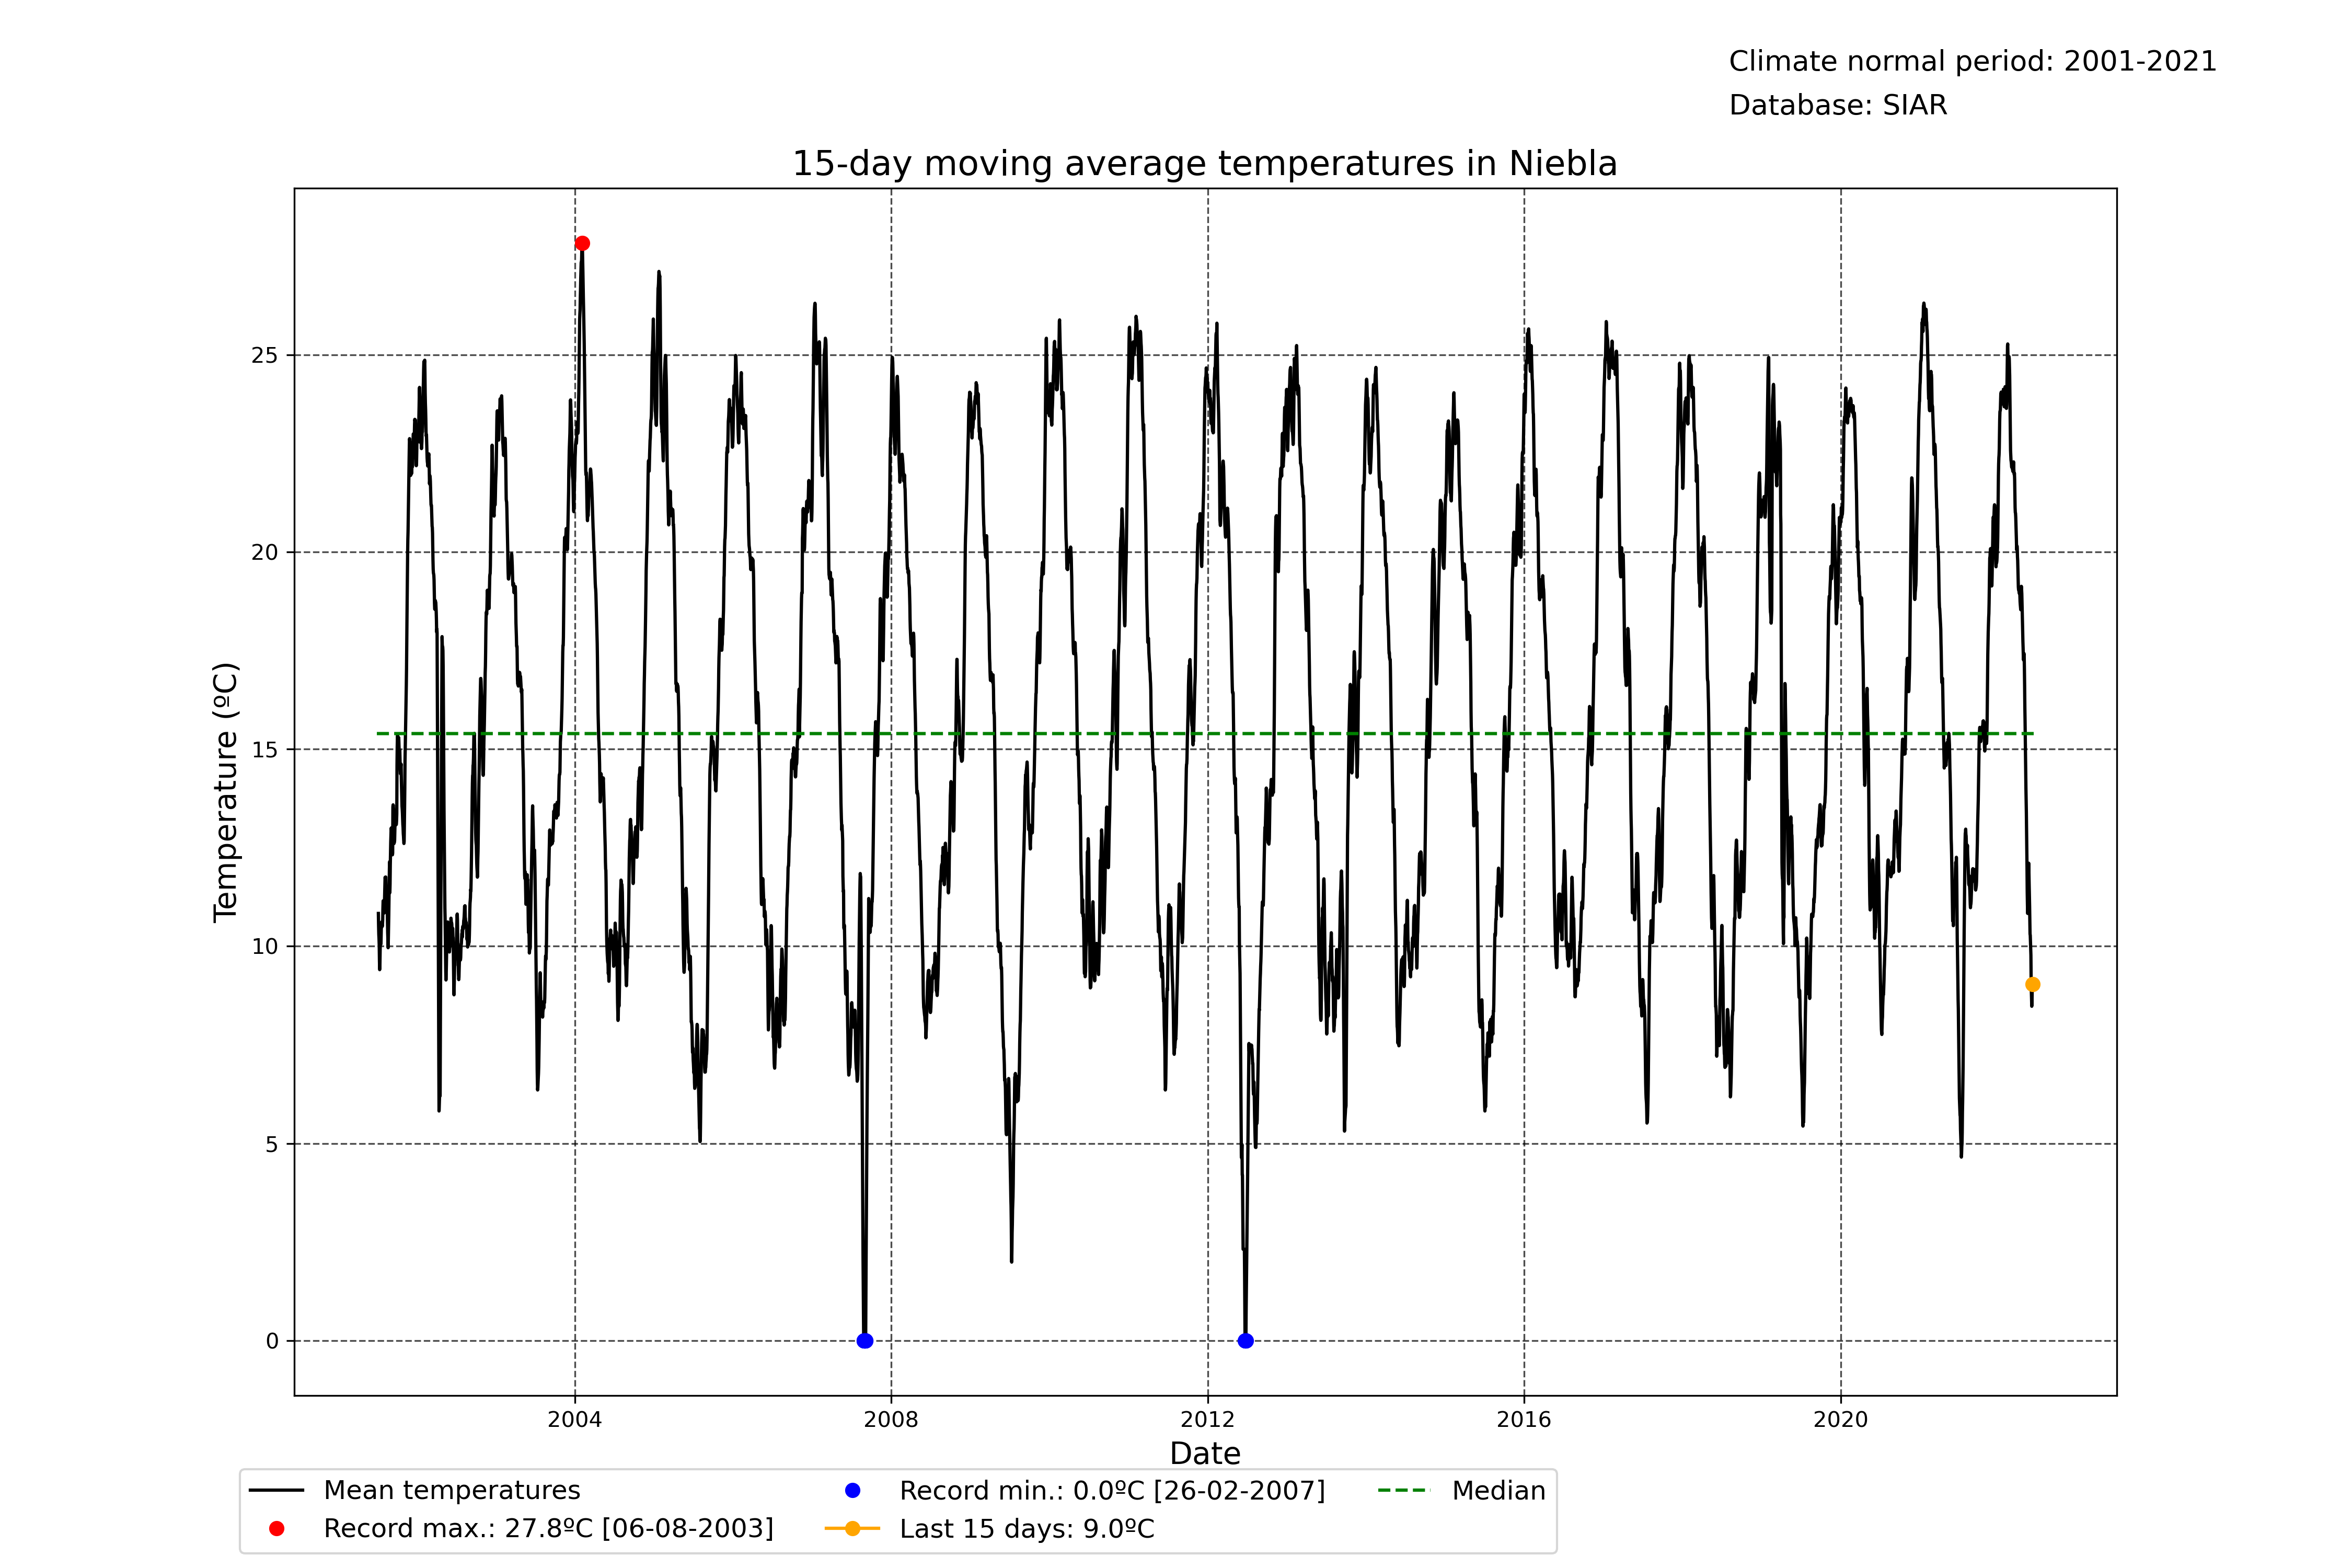 Climate normal period: 2001-2021
Database: SIAR
15-day moving average temperatures in Niebla
Temperature (ºC)
25
20
15
10
5
0
2004 2008 2012 2016 2020
Date
Mean temperatures
Record max.: 27.8ºC [06-08-2003]
Record min.: 0.0ºC [26-02-2007]
Last 15 days: 9.0ºC
Median